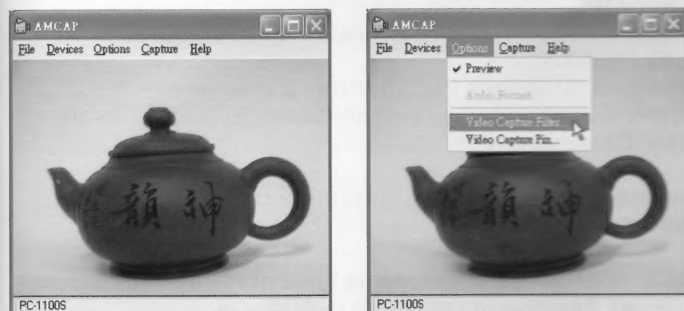 AMCAP
File Devices Options Capture Help
韻 神
PC-1100S
AMCAP
File Devices Options Capture Help
✓ Preview
Audio Format...
Video Capture Filter...
Video Capture Pin...
韻 神
PC-1100S